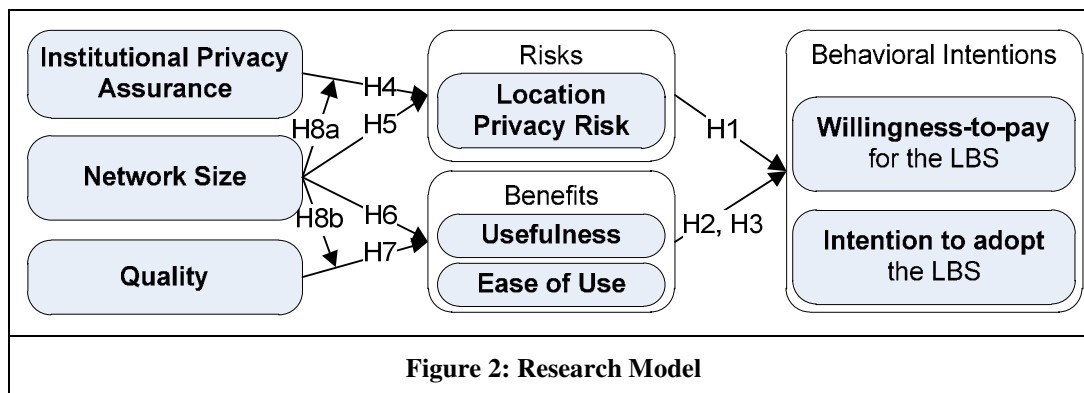 Institutional Privacy
Assurance
Network Size
Quality
H4
H8a
H5
H6
H8b
H7
Risks
Location
Privacy Risk
Benefits
Usefulness
Ease of Use
H1
H2, H3
Behavioral Intentions
Willingness-to-pay
for the LBS
Intention to adopt
the LBS
Figure 2: Research Model